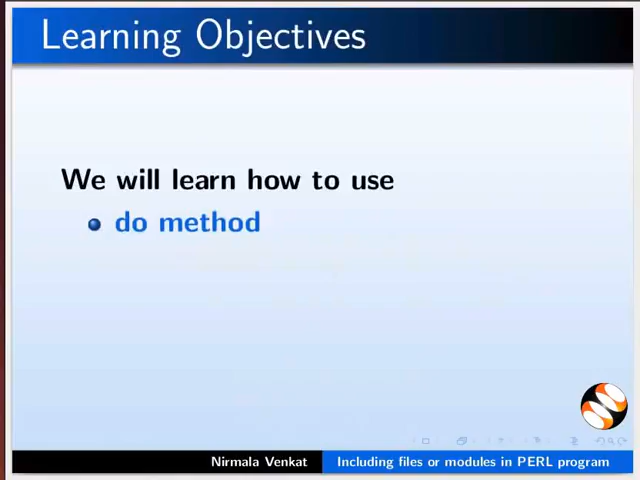 Learning Objectives
We will learn how to use
do method
Nirmala Venkat
Including files or modules in PERL program